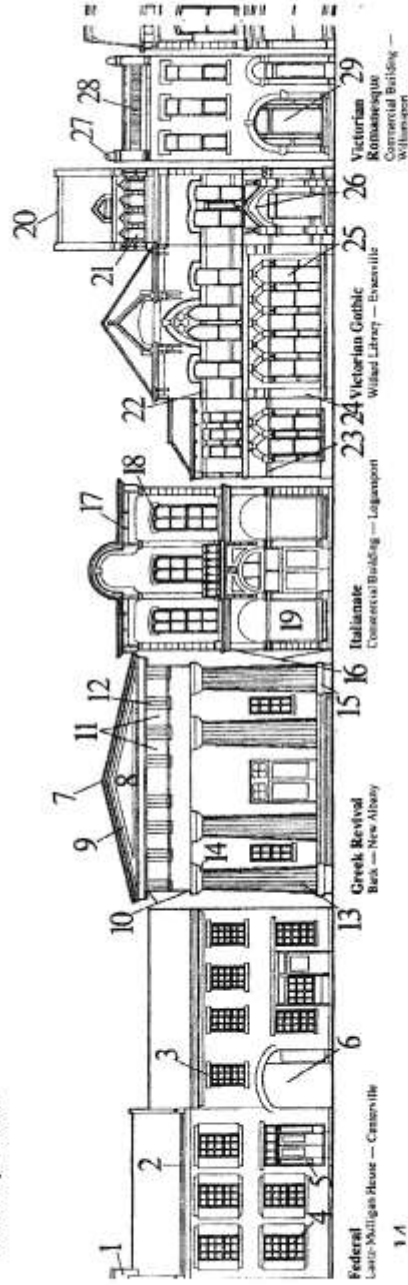 1
2
3
4
5
6
7
8
9
10
11
12
13
14
15
16
17
18
19
20
21
22
23
24
25
26
27
28
29
Federal
House — Centerville
Greek Revival
Bank — New Albany
Italianate
Commercial Building — Logansport
Victorian Gothic
Willard Library — Evansville
Victorian
Romanesque
Commercial Building —
Williamsport
14